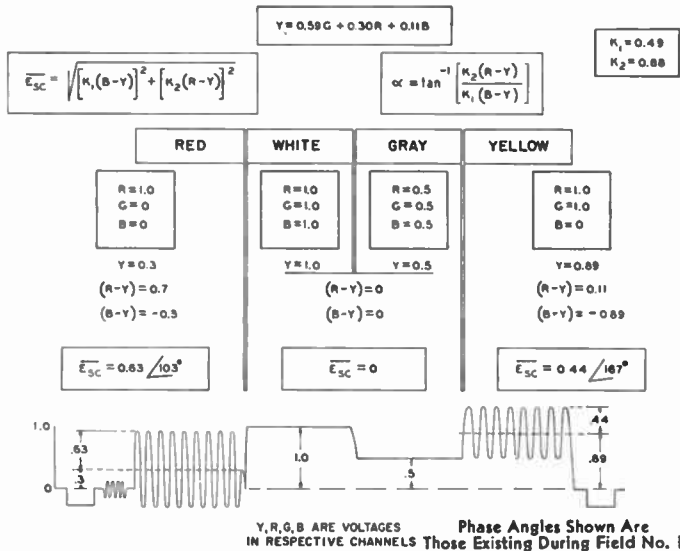 Y = 0.59G + 0.30R + 0.11B
K₁ = 0.49
K₂ = 0.88
E̅s̅c̅ = √[K₁(B-Y)]² + [K₂(R-Y)]²
∝ = tan⁻¹ [K₂(R-Y) / K₁(B-Y)]
RED WHITE GRAY YELLOW
R = 1.0 R = 1.0 R = 0.5 R = 1.0
G = 0 G = 1.0 G = 0.5 G = 1.0
B = 0 B = 1.0 B = 0.5 B = 0
Y = 0.3 Y = 1.0 Y = 0.5 Y = 0.89
(R-Y) = 0.7 (R-Y) = 0 (R-Y) = 0.11
(B-Y) = -0.3 (B-Y) = 0 (B-Y) = -0.89
E̅s̅c̅ = 0.63 ∠103° E̅s̅c̅ = 0 E̅s̅c̅ = 0.44 ∠167°
1.0 .63 .3 0
1.0 .5
.44 .89
Y, R, G, B ARE VOLTAGES
IN RESPECTIVE CHANNELS
Phase Angles Shown Are
Those Existing During Field No.